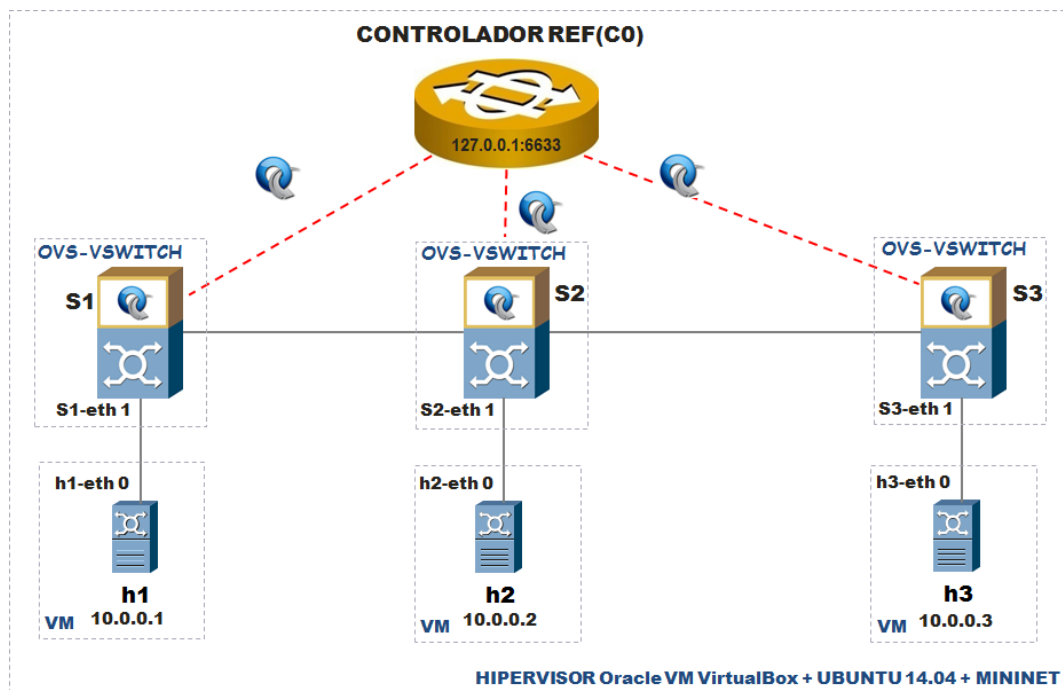 CONTROLADOR REF(C0)
127.0.0.1:6633
OVS-VSWITCH
OVS-VSWITCH
OVS-VSWITCH
S1
S2
S3
S1-eth 1
S2-eth 1
S3-eth 1
h1-eth 0
h2-eth 0
h3-eth 0
h1
h2
h3
VM 10.0.0.1
VM 10.0.0.2
VM 10.0.0.3
HIPERVISOR Oracle VM VirtualBox + UBUNTU 14.04 + MININET